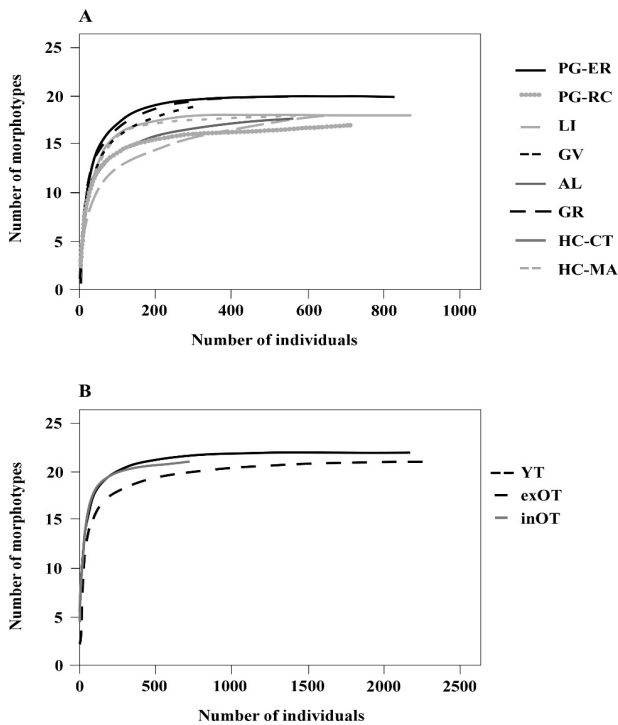 A
Number of morphotypes
25
20
15
10
5
0
0 200 400 600 800 1000
Number of individuals
PG-ER
PG-RC
LI
GV
AL
GR
HC-CT
HC-MA
B
Number of morphotypes
25
20
15
10
5
0
0 500 1000 1500 2000 2500
Number of individuals
YT
exOT
inOT